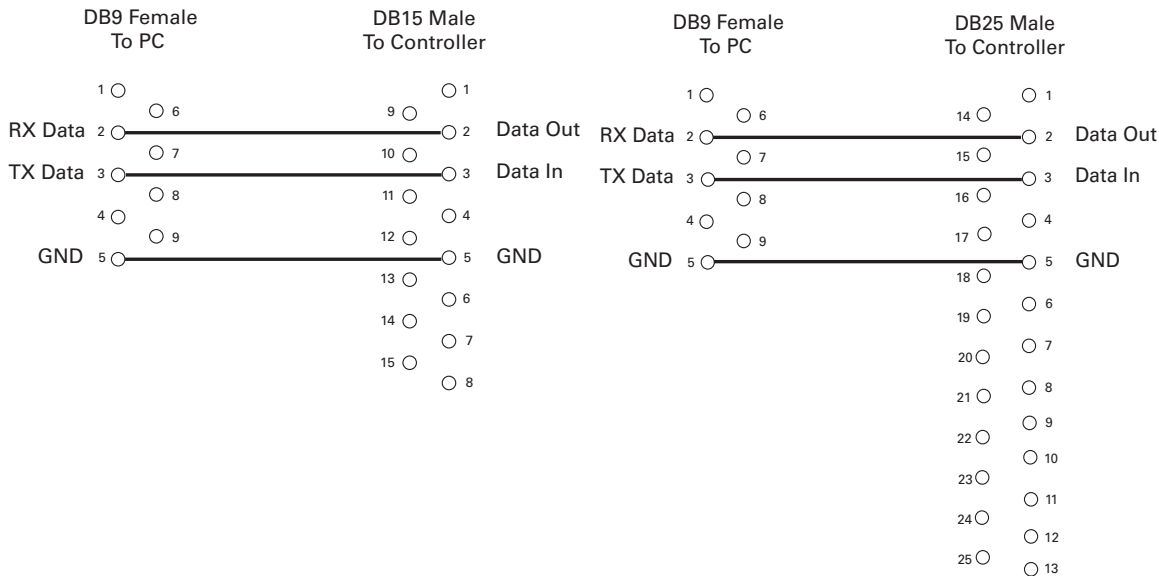 DB9 Female
To PC
DB15 Male
To Controller
1
6
9
1
RX Data 2
2 Data Out
7
10
TX Data 3
3 Data In
8
11
4
4
9
12
GND 5
5 GND
13
6
14
7
15
8
DB9 Female
To PC
DB25 Male
To Controller
1
6
14
1
RX Data 2
2 Data Out
7
15
TX Data 3
3 Data In
8
16
4
4
9
17
GND 5
5 GND
18
6
19
7
20
8
21
9
22
10
23
11
24
12
25
13